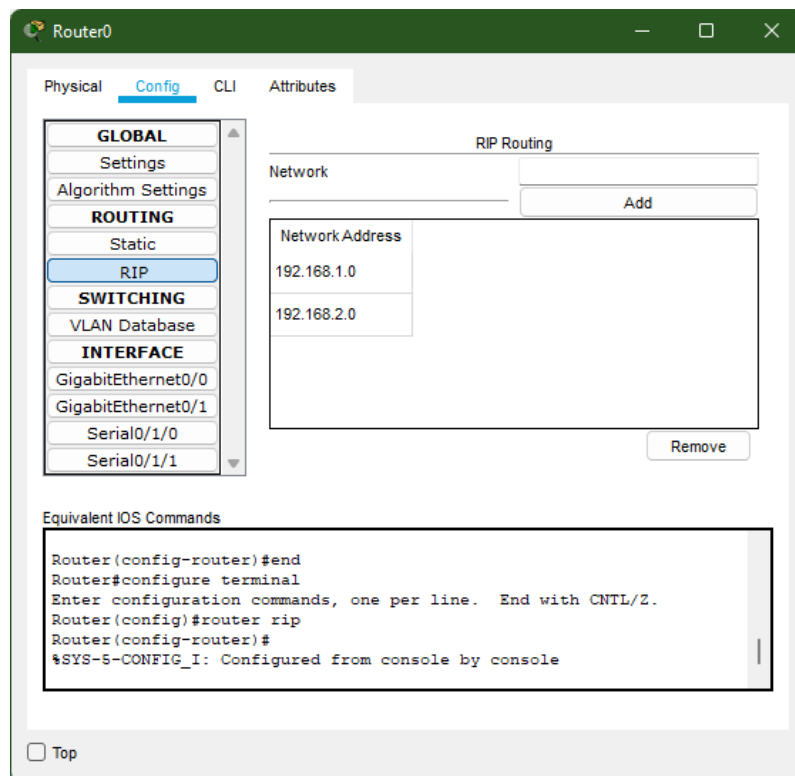 Router0
Physical Config CLI Attributes
GLOBAL
Settings
Algorithm Settings
ROUTING
Static
RIP
SWITCHING
VLAN Database
INTERFACE
GigabitEthernet0/0
GigabitEthernet0/1
Serial0/1/0
Serial0/1/1
RIP Routing
Network
Add
Network Address
192.168.1.0
192.168.2.0
Remove
Equivalent IOS Commands
Router(config-router)#end
Router#configure terminal
Enter configuration commands, one per line. End with CNTL/Z.
Router(config)#router rip
Router(config-router)#
%SYS-5-CONFIG_I: Configured from console by console
Top